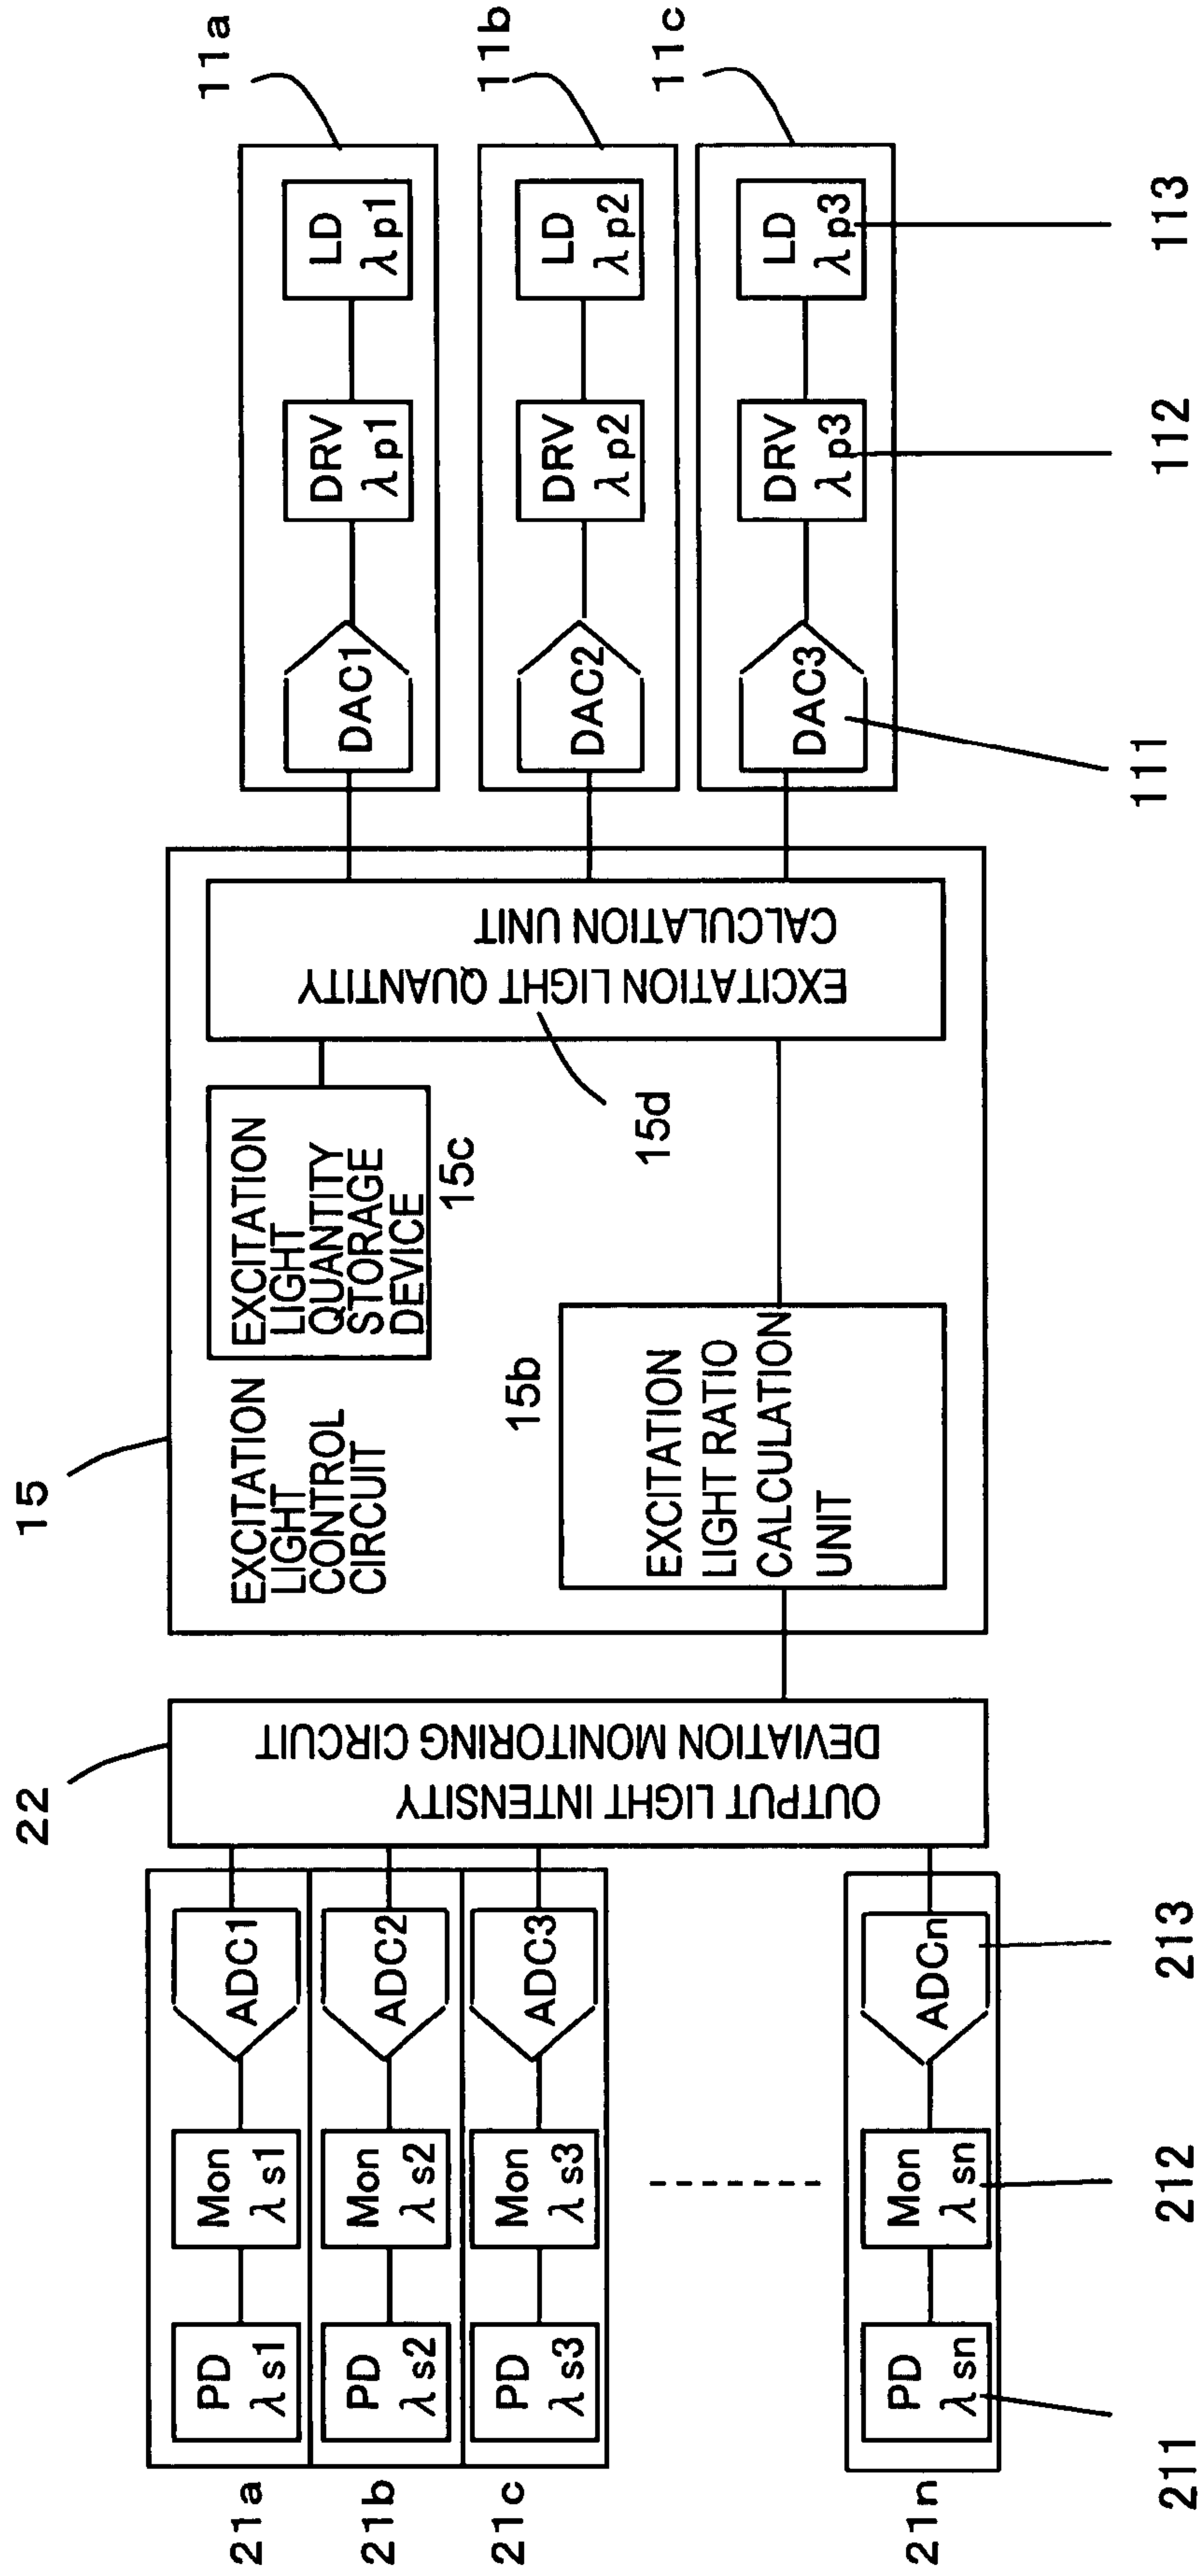 21a
PD
λs1
Mon
λs1
ADC1
21b
PD
λs2
Mon
λs2
ADC2
21c
PD
λs3
Mon
λs3
ADC3
21n
PD
λsn
Mon
λsn
ADCn
211
212
213
22
OUTPUT LIGHT INTENSITY
DEVIATION MONITORING CIRCUIT
15
EXCITATION
LIGHT
CONTROL
CIRCUIT
15b
EXCITATION
LIGHT RATIO
CALCULATION
UNIT
EXCITATION
LIGHT
QUANTITY
STORAGE
DEVICE
15c
15d
EXCITATION LIGHT QUANTITY
CALCULATION UNIT
11a
DAC1
DRV
λp1
LD
λp1
11b
DAC2
DRV
λp2
LD
λp2
11c
DAC3
DRV
λp3
LD
λp3
111
112
113